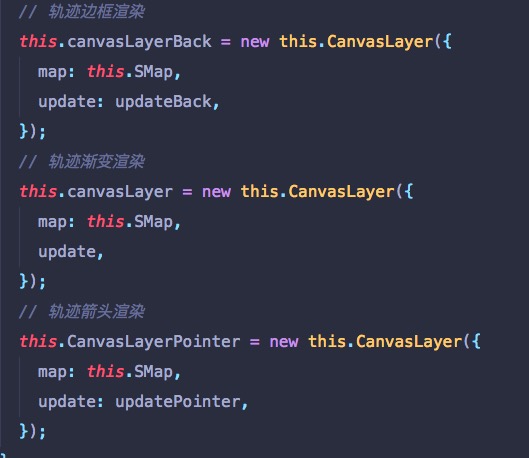 // 轨迹边框渲染
this.canvasLayerBack = new this.CanvasLayer({
map: this.SMap,
update: updateBack,
});
// 轨迹渐变渲染
this.canvasLayer = new this.CanvasLayer({
map: this.SMap,
update,
});
// 轨迹箭头渲染
this.CanvasLayerPointer = new this.CanvasLayer({
map: this.SMap,
update: updatePointer,
});